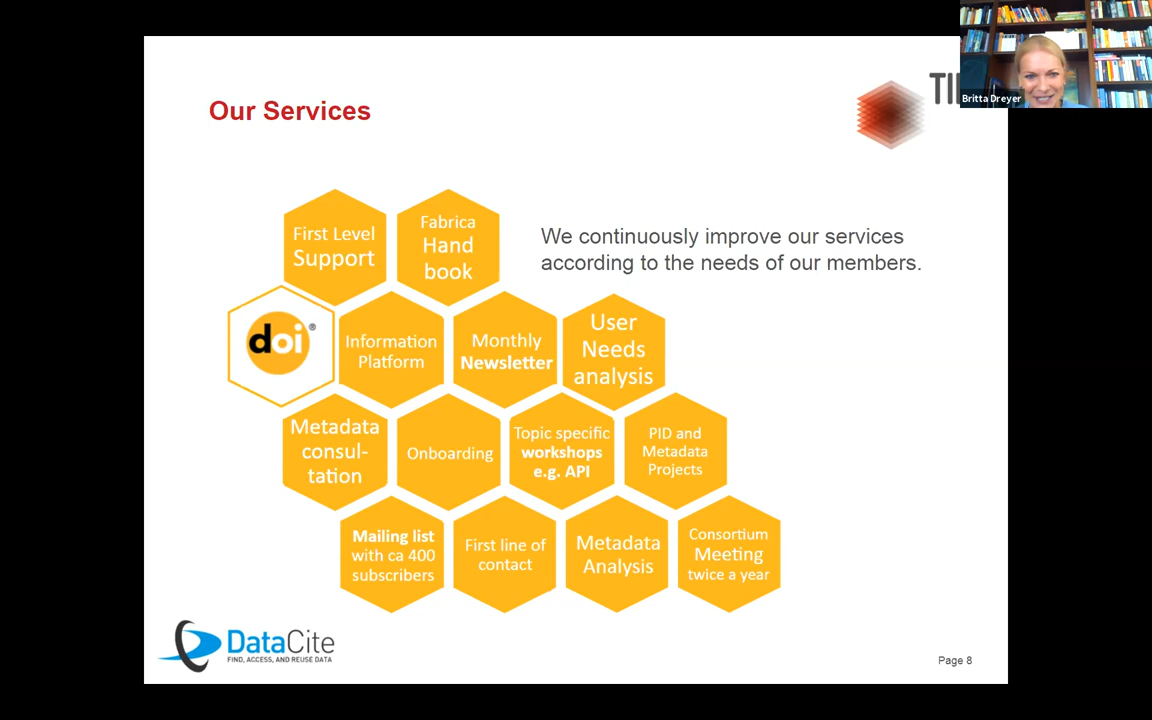 Our Services
TI
Britta Dreyer
First Level
Support
Fabrica
Hand
book
We continuously improve our services
according to the needs of our members.
doi®
Information
Platform
Monthly
Newsletter
User
Needs
analysis
Metadata
consul-
tation
Onboarding
Topic specific
workshops
e.g. API
PID and
Metadata
Projects
Mailing list
with ca 400
subscribers
First line of
contact
Metadata
Analysis
Consortium
Meeting
twice a year
DataCite
FIND, ACCESS, AND REUSE DATA
Page 8